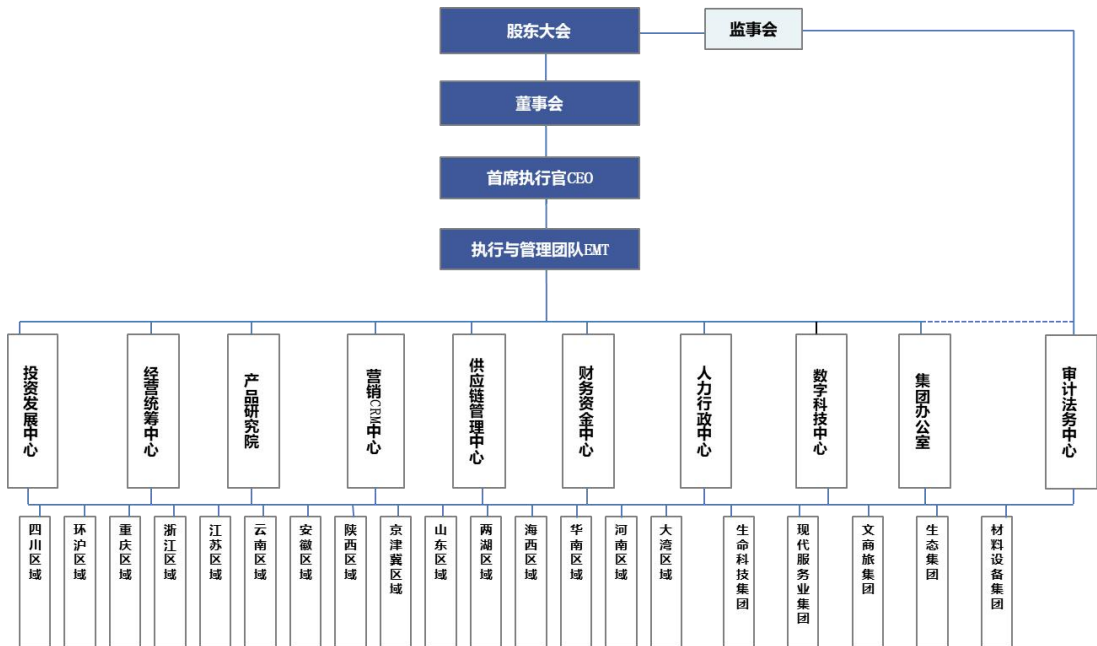 股东大会
监事会
董事会
首席执行官CEO
执行与管理团队EMT
投资发展中心
经营统筹中心
产品研究院
营销CRM中心
供应链管理中心
财务资金中心
人力行政中心
数字科技中心
集团办公室
审计法务中心
四川区域
环沪区域
重庆区域
浙江区域
江苏区域
云南区域
安徽区域
陕西区域
京津冀区域
山东区域
两湖区域
海西区域
华南区域
河南区域
大湾区域
生命科技集团
现代服务业集团
文商旅集团
生态集团
材料设备集团